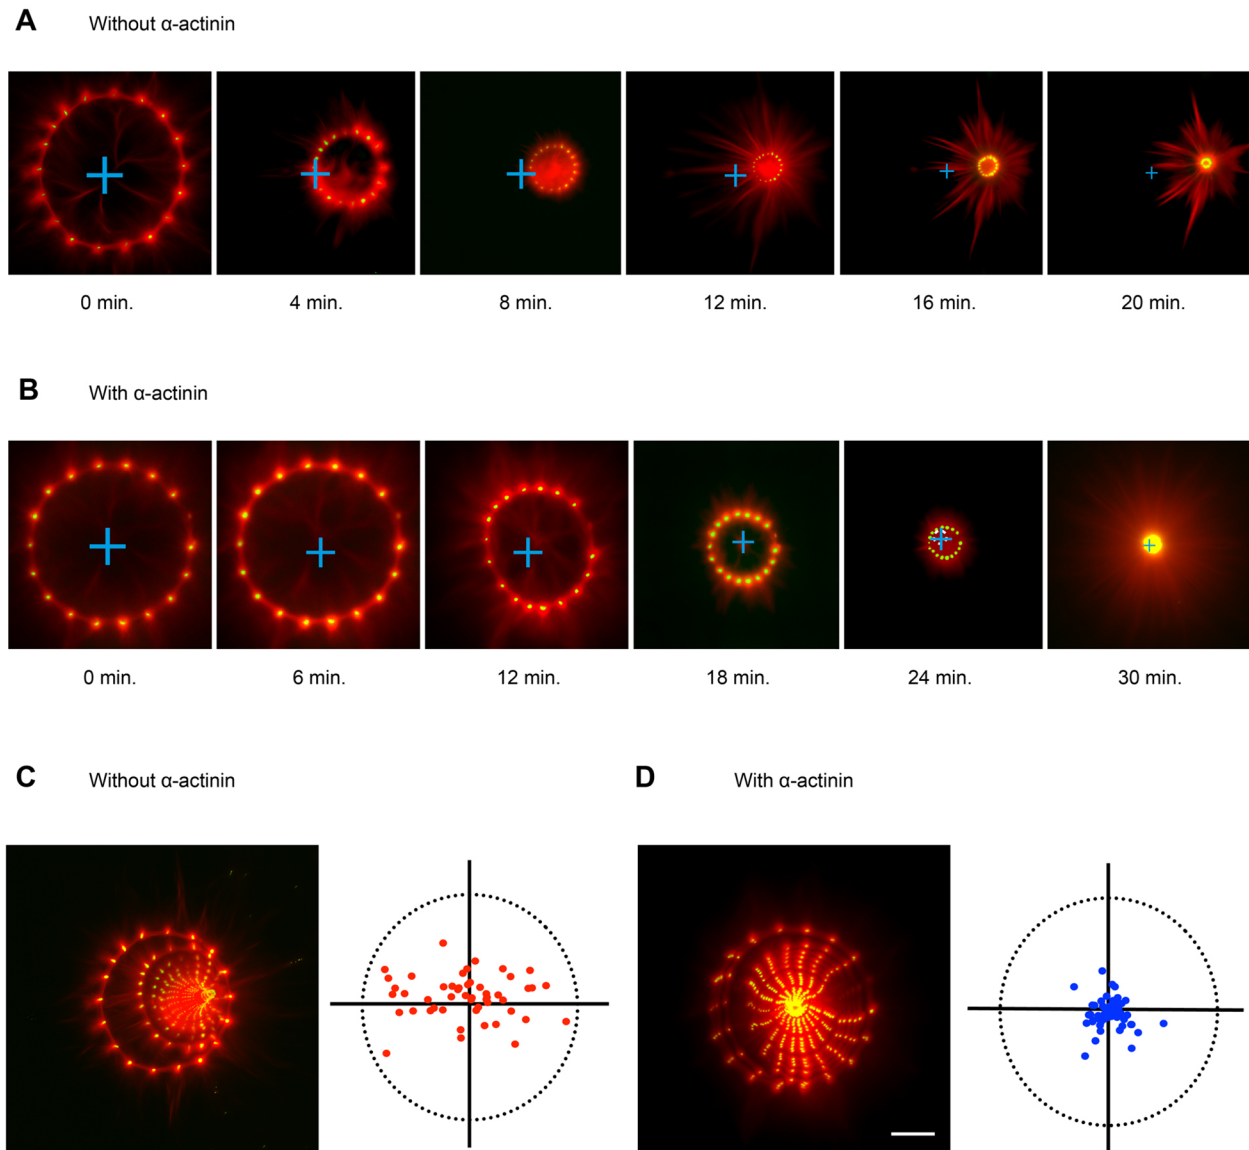 A Without α-actinin
0 min. 4 min. 8 min. 12 min. 16 min. 20 min.
B With α-actinin
0 min. 6 min. 12 min. 18 min. 24 min. 30 min.
C Without α-actinin D With α-actinin